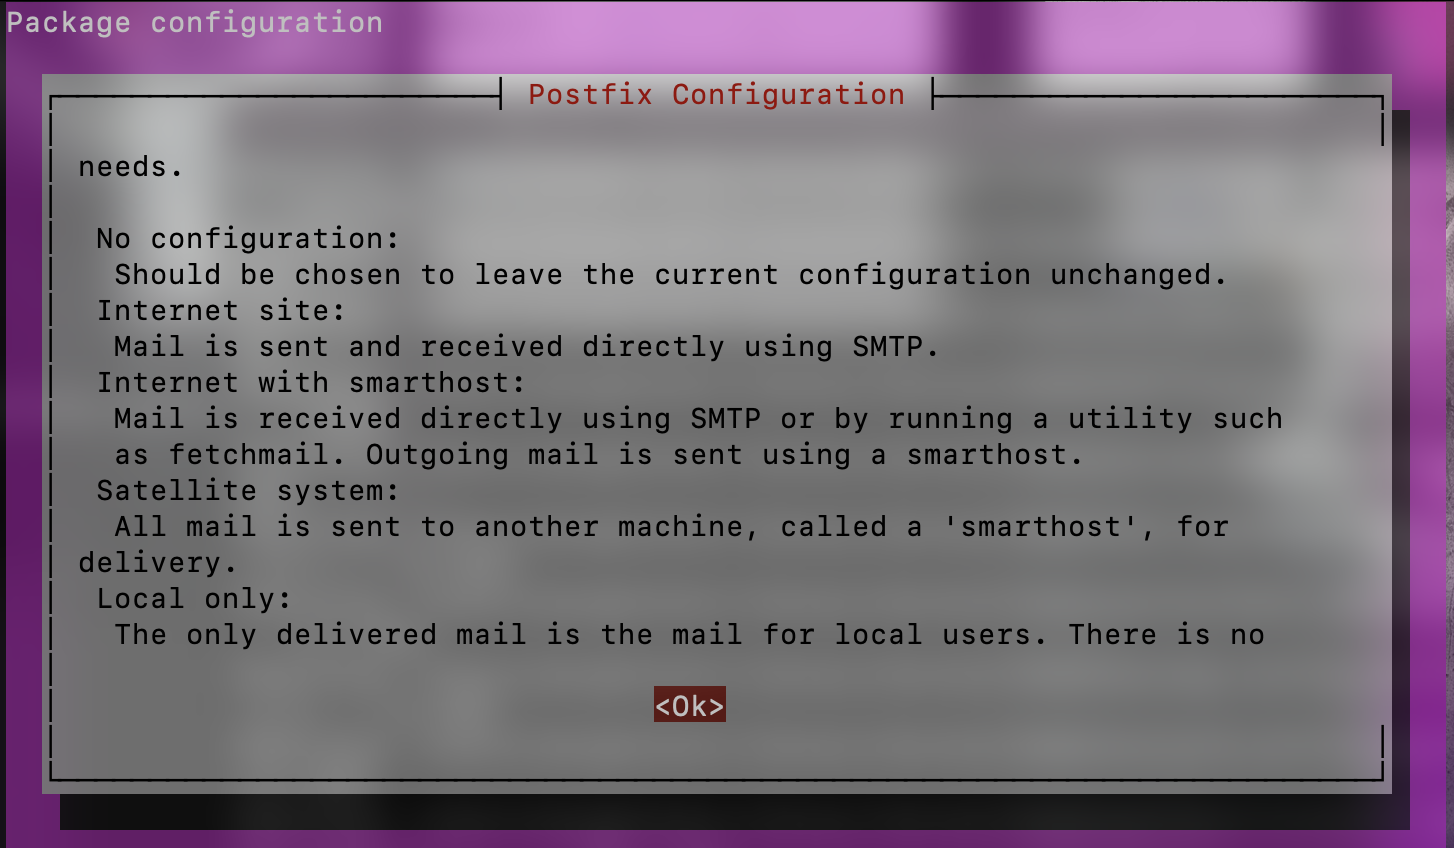 Package configuration
Postfix Configuration
needs.
No configuration:
Should be chosen to leave the current configuration unchanged.
Internet site:
Mail is sent and received directly using SMTP.
Internet with smarthost:
Mail is received directly using SMTP or by running a utility such
as fetchmail. Outgoing mail is sent using a smarthost.
Satellite system:
All mail is sent to another machine, called a 'smarthost', for
delivery.
Local only:
The only delivered mail is the mail for local users. There is no
<Ok>